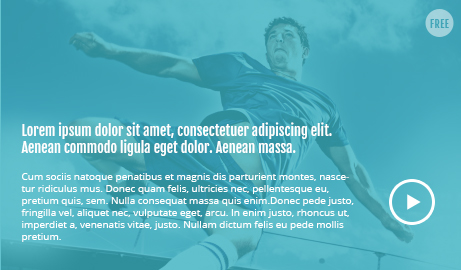 FREE
Lorem ipsum dolor sit amet, consectetuer adipiscing elit.
Aenean commodo ligula eget dolor. Aenean massa.
Cum sociis natoque penatibus et magnis dis parturient montes, nasce-
tur ridiculus mus. Donec quam felis, ultricies nec, pellentesque eu,
pretium quis, sem. Nulla consequat massa quis enim.Donec pede justo,
fringilla vel, aliquet nec, vulputate eget, arcu. In enim justo, rhoncus ut,
imperdiet a, venenatis vitae, justo. Nullam dictum felis eu pede mollis
pretium.